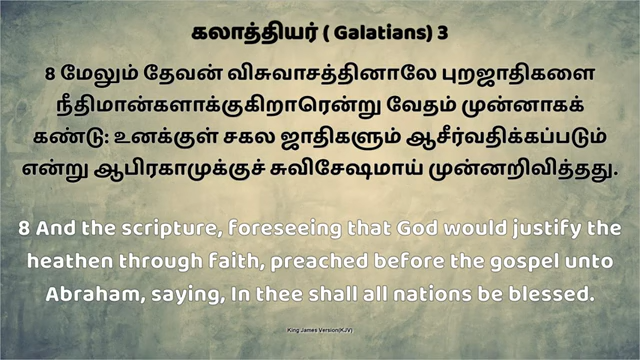 கலாத்தியர் ( Galatians) 3
8 மேலும் தேவன் விசுவாசத்தினாலே புறஜாதிகளை
நீதிமான்களாக்குகிறாரென்று வேதம் முன்னாகக்
கண்டு: உனக்குள் சகல ஜாதிகளும் ஆசீர்வதிக்கப்படும்
என்று ஆபிரகாமுக்குச் சுவிசேஷமாய் முன்னறிவித்தது.
8 And the scripture, foreseeing that God would justify the
heathen through faith, preached before the gospel unto
Abraham, saying, In thee shall all nations be blessed.
King James Version(KJV)